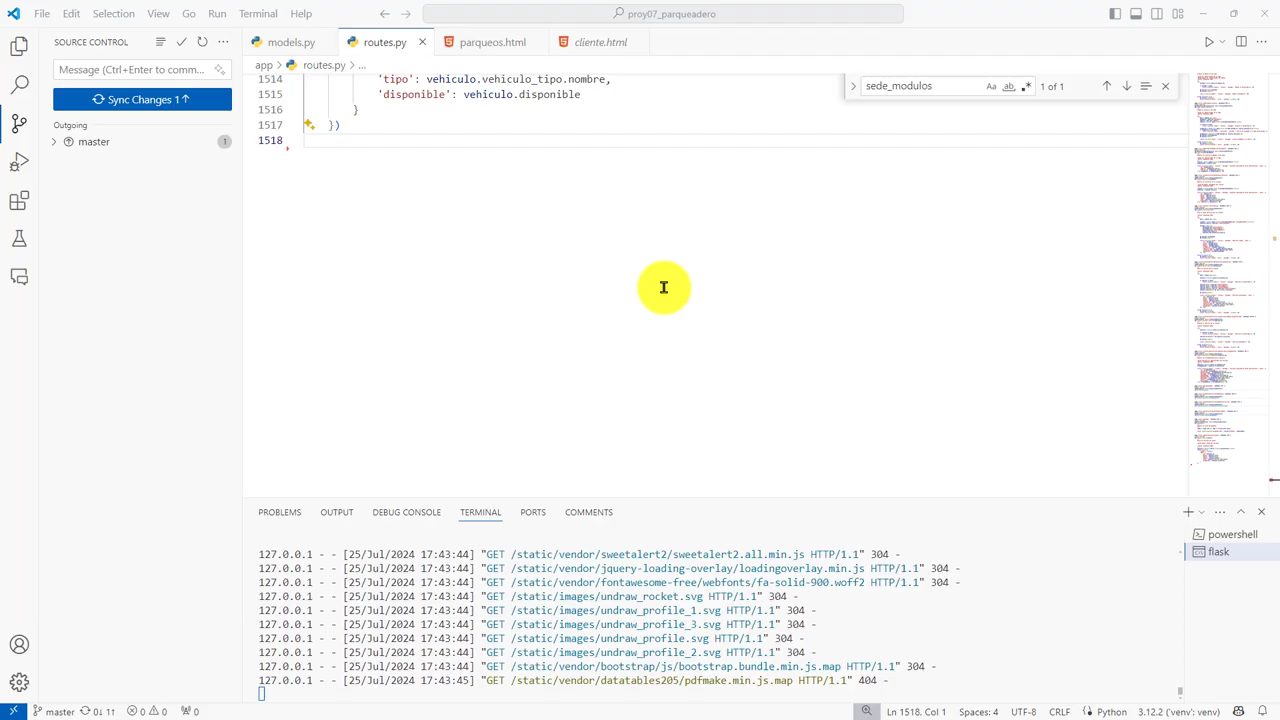 File Edit Selection View Go Run Terminal Help
proy07_parqueadero
SOURCE CONTROL
models.py routes.py parqueos.html cliente.html
app routes.py ...
Message (Ctrl+Enter to comm...
Sync Changes 1
1514 'tipo': vehiculo.vehiculo_tipo.nombre,
1515 'disponible': vehiculo.disponible
1516
1518
sede_modulo
PROBLEMS OUTPUT DEBUG CONSOLE TERMINAL PORTS COMMENTS
powershell
flask
127.0.0.1 - - [25/Jul/2024 17:43:44] "GET /static/vendor/sweetalert2/sweetalert2.all.min.js HTTP/1.1" 304 -
127.0.0.1 - - [25/Jul/2024 17:43:44] "GET /static/vendor/jquery-loading-overlay/loadingoverlay.min.js HTTP/1.1" 304 -
127.0.0.1 - - [25/Jul/2024 17:43:44] "GET /static/vendor/fontawesome-free/webfonts/fa-solid-900.woff2 HTTP/1.1" 304 -
127.0.0.1 - - [25/Jul/2024 17:43:44] "GET /static/images/undraw_rocket.svg HTTP/1.1" 304 -
127.0.0.1 - - [25/Jul/2024 17:43:44] "GET /static/images/undraw_profile_1.svg HTTP/1.1" 304 -
127.0.0.1 - - [25/Jul/2024 17:43:44] "GET /static/images/undraw_profile_3.svg HTTP/1.1" 304 -
127.0.0.1 - - [25/Jul/2024 17:43:44] "GET /static/images/undraw_profile.svg HTTP/1.1" 304 -
127.0.0.1 - - [25/Jul/2024 17:43:44] "GET /static/images/undraw_profile_2.svg HTTP/1.1" 304 -
127.0.0.1 - - [25/Jul/2024 17:43:44] "GET /static/vendor/bootstrap/js/bootstrap.bundle.min.js.map HTTP/1.1" 304 -
127.0.0.1 - - [25/Jul/2024 17:43:45] "GET /static/vendor/datatables205/pdfmake.min.js.map HTTP/1.1" 404 -
master 0↓ 1↑ 0 0 0 Ln 1518, Col 1 Spaces: 4 UTF-8 CRLF Python 3.12.2 ('venv': venv)